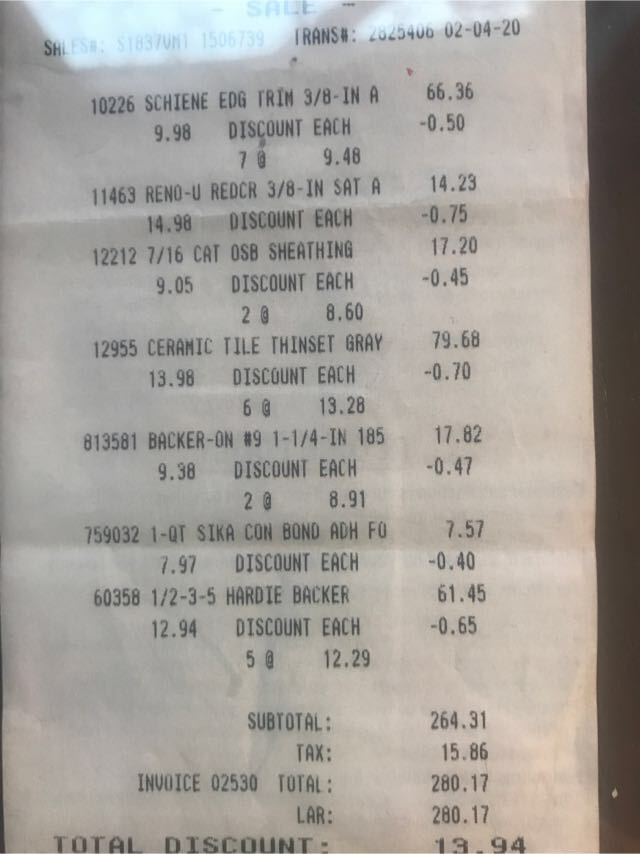 - SALE -
SALES#: S1837VM1 1506739 TRANS#: 2825406 02-04-20
10226 SCHIENE EDG TRIM 3/8-IN A 66.36
9.98 DISCOUNT EACH -0.50
7 @ 9.48
11463 RENO-U REDCR 3/8-IN SAT A 14.23
14.98 DISCOUNT EACH -0.75
12212 7/16 CAT OSB SHEATHING 17.20
9.05 DISCOUNT EACH -0.45
2 @ 8.60
12955 CERAMIC TILE THINSET GRAY 79.68
13.98 DISCOUNT EACH -0.70
6 @ 13.28
813581 BACKER-ON #9 1-1/4-IN 185 17.82
9.38 DISCOUNT EACH -0.47
2 @ 8.91
759032 1-QT SIKA CON BOND ADH FO 7.57
7.97 DISCOUNT EACH -0.40
60358 1/2-3-5 HARDIE BACKER 61.45
12.94 DISCOUNT EACH -0.65
5 @ 12.29
SUBTOTAL: 264.31
TAX: 15.86
INVOICE 02530 TOTAL: 280.17
LAR: 280.17
TOTAL DISCOUNT: 13.94